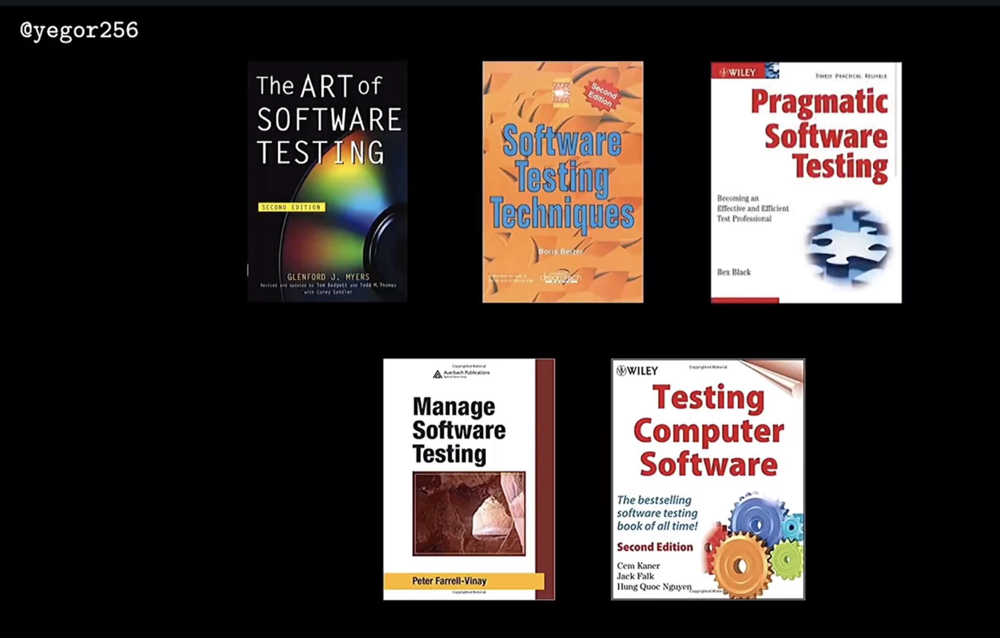 @yegor256
The ART of
SOFTWARE
TESTING
SECOND EDITION
GLENFORD J. MYERS
Revised and updated by Tom Badgett and Todd M. Thomas
with Corey Sandler
Second
Edition
Software
Testing
Techniques
Boris Beizer
dreamtech
WILEY
TIMELY. PRACTICAL. RELIABLE.
Pragmatic
Software
Testing
Becoming an
Effective and Efficient
Test Professional
Rex Black
Copyrighted Material
Auerbach Publications
Taylor & Francis Group
Manage
Software
Testing
Peter Farrell-Vinay
Copyrighted Material
WILEY
Copyrighted Material
Testing
Computer
Software
The bestselling
software testing
book of all time!
Second Edition
Cem Kaner
Jack Falk
Hung Quoc Nguyen
Copyrighted Material